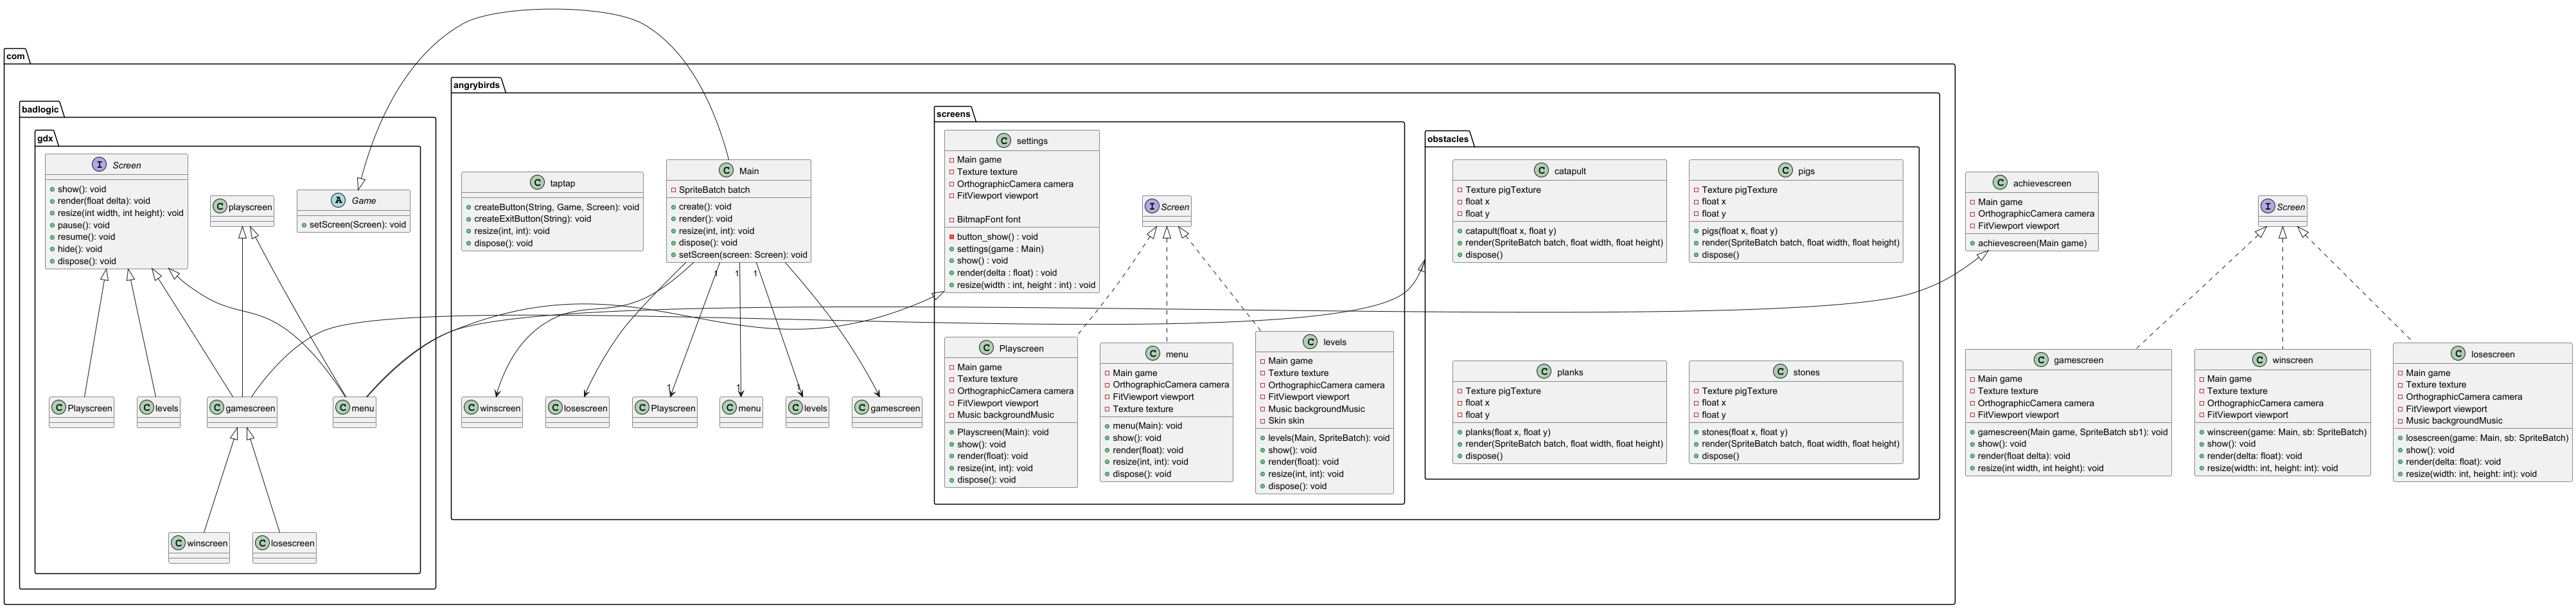 com
badlogic
gdx
I Screen
show(): void
render(float delta): void
resize(int width, int height): void
pause(): void
resume(): void
hide(): void
dispose(): void
C playscreen
A Game
setScreen(Screen): void
C Playscreen
C levels
C gamescreen
C menu
C winscreen
C losescreen
angrybirds
C taptap
createButton(String, Game, Screen): void
createExitButton(String): void
resize(int, int): void
dispose(): void
C Main
SpriteBatch batch
create(): void
render(): void
resize(int, int): void
dispose(): void
setScreen(screen: Screen): void
1 1 1
1 1 1
C winscreen
C losescreen
C Playscreen
C menu
C levels
C gamescreen
screens
C settings
Main game
Texture texture
OrthographicCamera camera
FitViewport viewport
BitmapFont font
button_show() : void
settings(game : Main)
show() : void
render(delta : float) : void
resize(width : int, height : int) : void
I Screen
C Playscreen
Main game
Texture texture
OrthographicCamera camera
FitViewport viewport
Music backgroundMusic
Playscreen(Main): void
show(): void
render(float): void
resize(int, int): void
dispose(): void
C menu
Main game
OrthographicCamera camera
FitViewport viewport
Texture texture
menu(Main): void
show(): void
render(float): void
resize(int, int): void
dispose(): void
C levels
Main game
Texture texture
OrthographicCamera camera
FitViewport viewport
Music backgroundMusic
Skin skin
levels(Main, SpriteBatch): void
show(): void
render(float): void
resize(int, int): void
dispose(): void
obstacles
C catapult
Texture pigTexture
float x
float y
catapult(float x, float y)
render(SpriteBatch batch, float width, float height)
dispose()
C pigs
Texture pigTexture
float x
float y
pigs(float x, float y)
render(SpriteBatch batch, float width, float height)
dispose()
C planks
Texture pigTexture
float x
float y
planks(float x, float y)
render(SpriteBatch batch, float width, float height)
dispose()
C stones
Texture pigTexture
float x
float y
stones(float x, float y)
render(SpriteBatch batch, float width, float height)
dispose()
C achievescreen
Main game
OrthographicCamera camera
FitViewport viewport
achievescreen(Main game)
I Screen
C gamescreen
Main game
Texture texture
OrthographicCamera camera
FitViewport viewport
gamescreen(Main game, SpriteBatch sb1): void
show(): void
render(float delta): void
resize(int width, int height): void
C winscreen
Main game
Texture texture
OrthographicCamera camera
FitViewport viewport
winscreen(game: Main, sb: SpriteBatch)
show(): void
render(delta: float): void
resize(width: int, height: int): void
C losescreen
Main game
Texture texture
OrthographicCamera camera
FitViewport viewport
Music backgroundMusic
losescreen(game: Main, sb: SpriteBatch)
show(): void
render(delta: float): void
resize(width: int, height: int): void